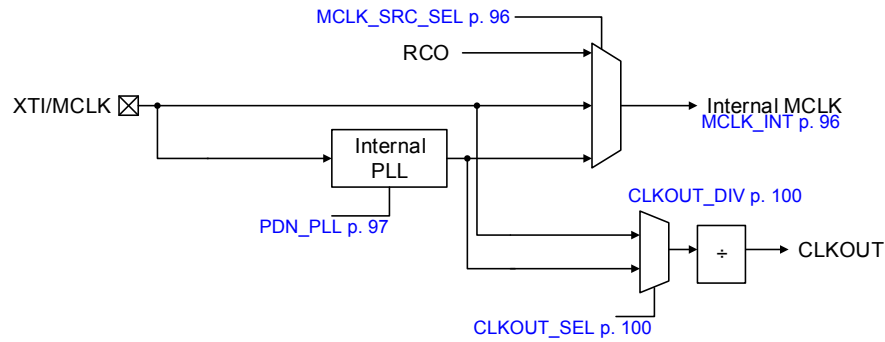 MCLK_SRC_SEL p. 96
RCO
XTI/MCLK
Internal MCLK
MCLK_INT p. 96
Internal
PLL
PDN_PLL p. 97
CLKOUT_DIV p. 100
÷
CLKOUT
CLKOUT_SEL p. 100